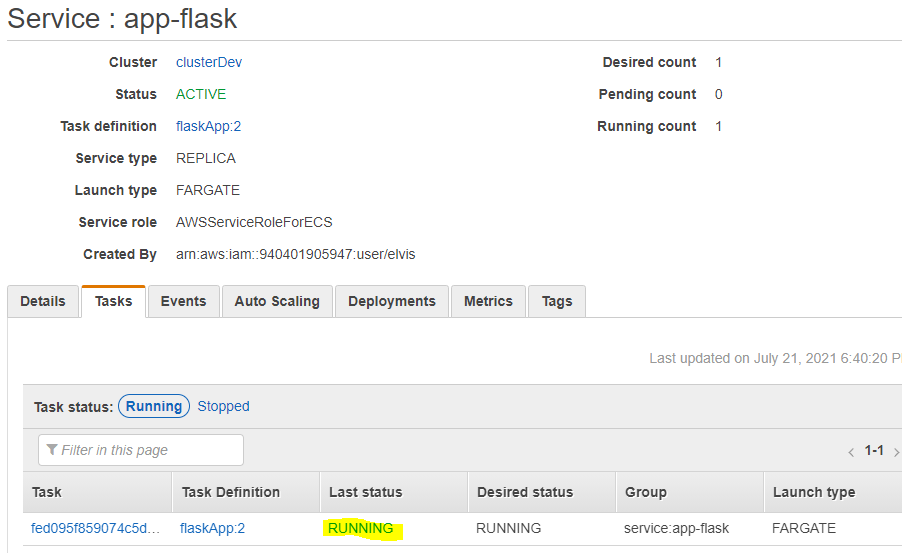 Service : app-flask
Cluster clusterDev Desired count 1
Status ACTIVE Pending count 0
Task definition flaskApp:2 Running count 1
Service type REPLICA
Launch type FARGATE
Service role AWSServiceRoleForECS
Created By arn:aws:iam::940401905947:user/elvis
Details Tasks Events Auto Scaling Deployments Metrics Tags
Last updated on July 21, 2021 6:40:20 P
Task status: Running Stopped
Filter in this page < 1-1 >
Task Task Definition Last status Desired status Group Launch type
fed095f859074c5d... flaskApp:2 RUNNING RUNNING service:app-flask FARGATE